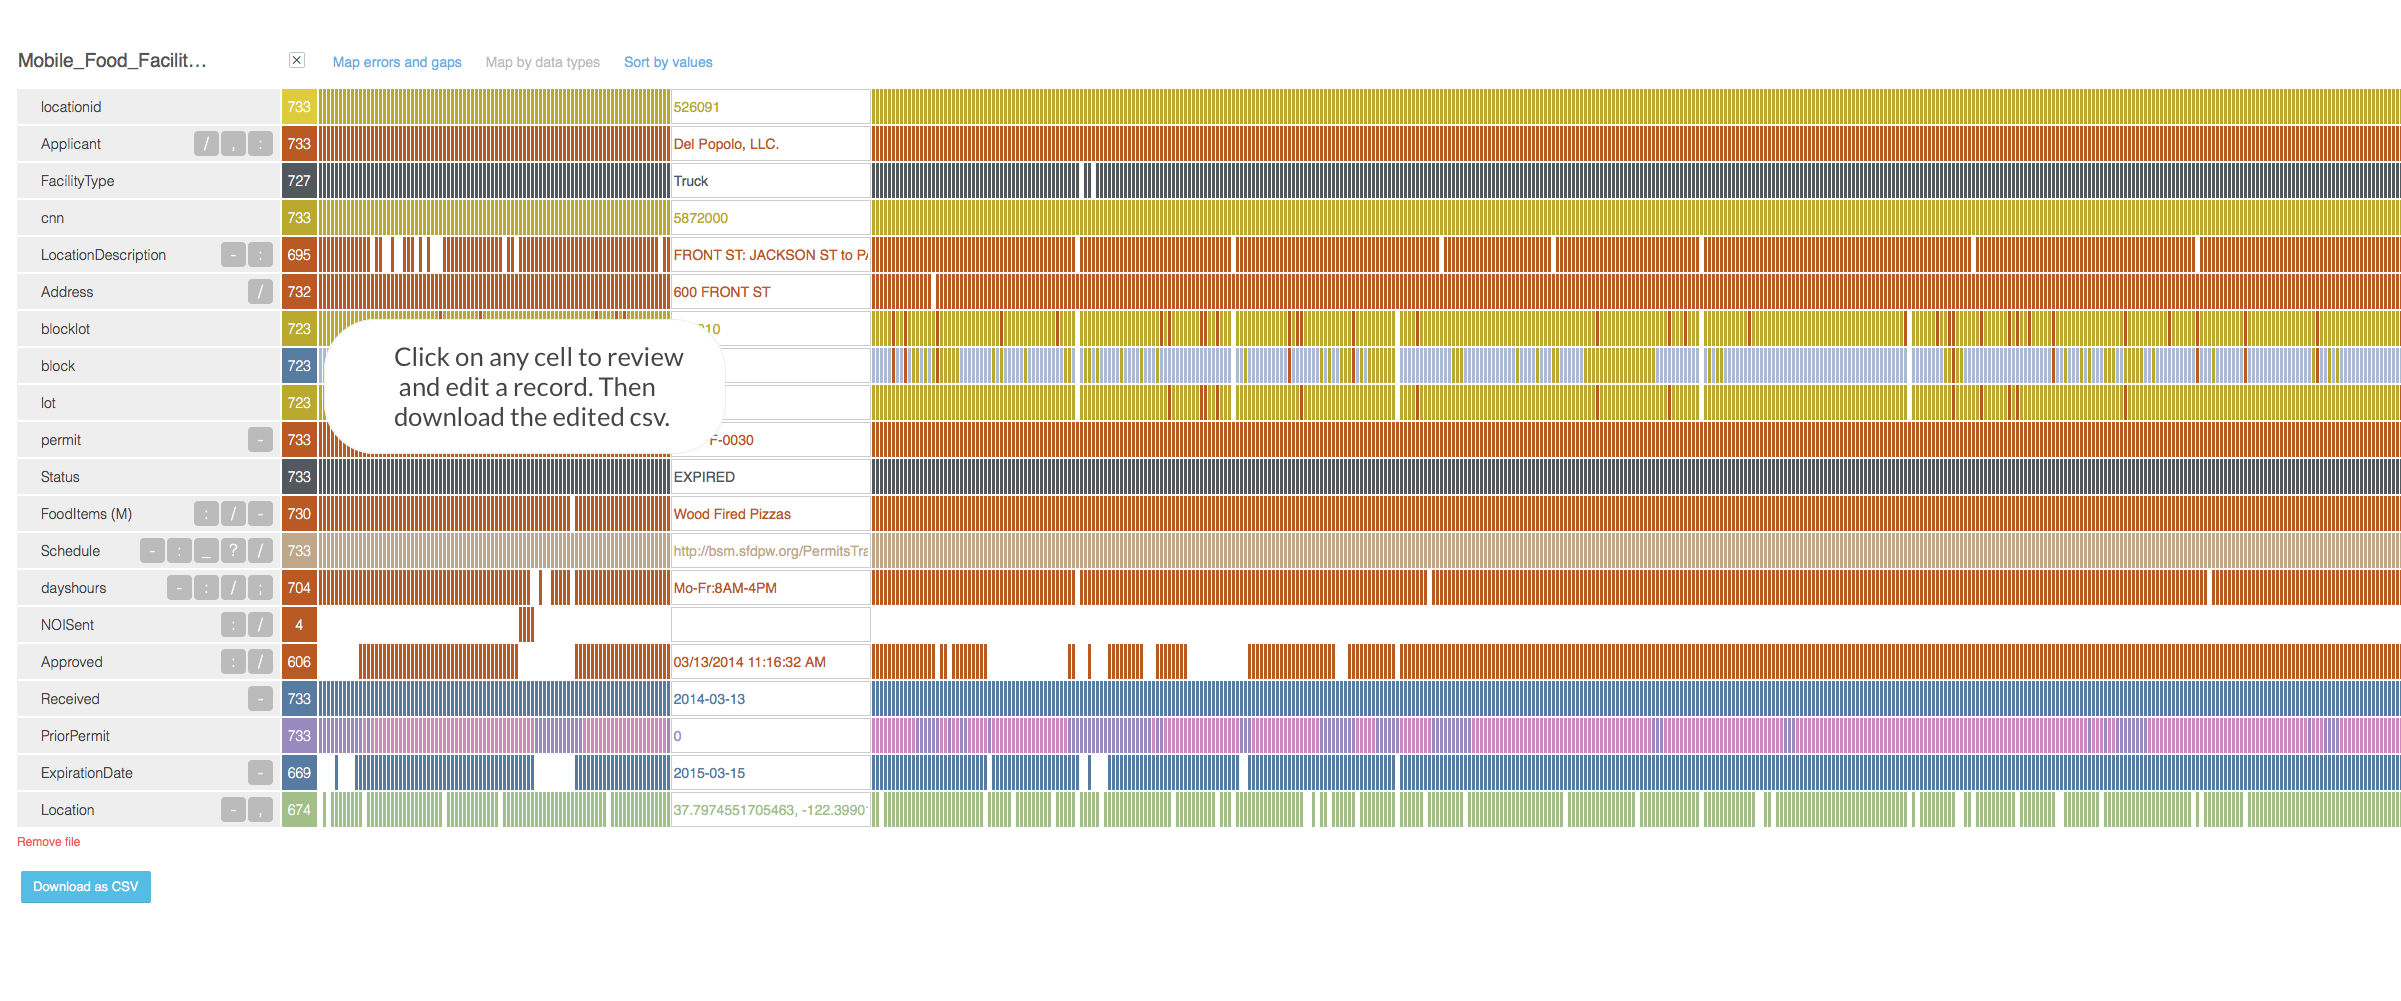 Mobile_Food_Facilit...
Map errors and gaps Map by data types Sort by values
locationid 733 526091
Applicant / , : 733 Del Popolo, LLC.
FacilityType 727 Truck
cnn 733 5872000
LocationDescription - : 695 FRONT ST: JACKSON ST to PA
Address / 732 600 FRONT ST
blocklot 723 10
block 723
lot 723
permit - 733 F-0030
Click on any cell to review
and edit a record. Then
download the edited csv.
Status 733 EXPIRED
FoodItems (M) : / - 730 Wood Fired Pizzas
Schedule - : _ ? / 733 http://bsm.sfdpw.org/PermitsTra
dayshours - : / ; 704 Mo-Fr:8AM-4PM
NOISent : / 4
Approved : / 606 03/13/2014 11:16:32 AM
Received - 733 2014-03-13
PriorPermit 733 0
ExpirationDate - 669 2015-03-15
Location - , 674 37.7974551705463, -122.39901
Remove file
Download as CSV